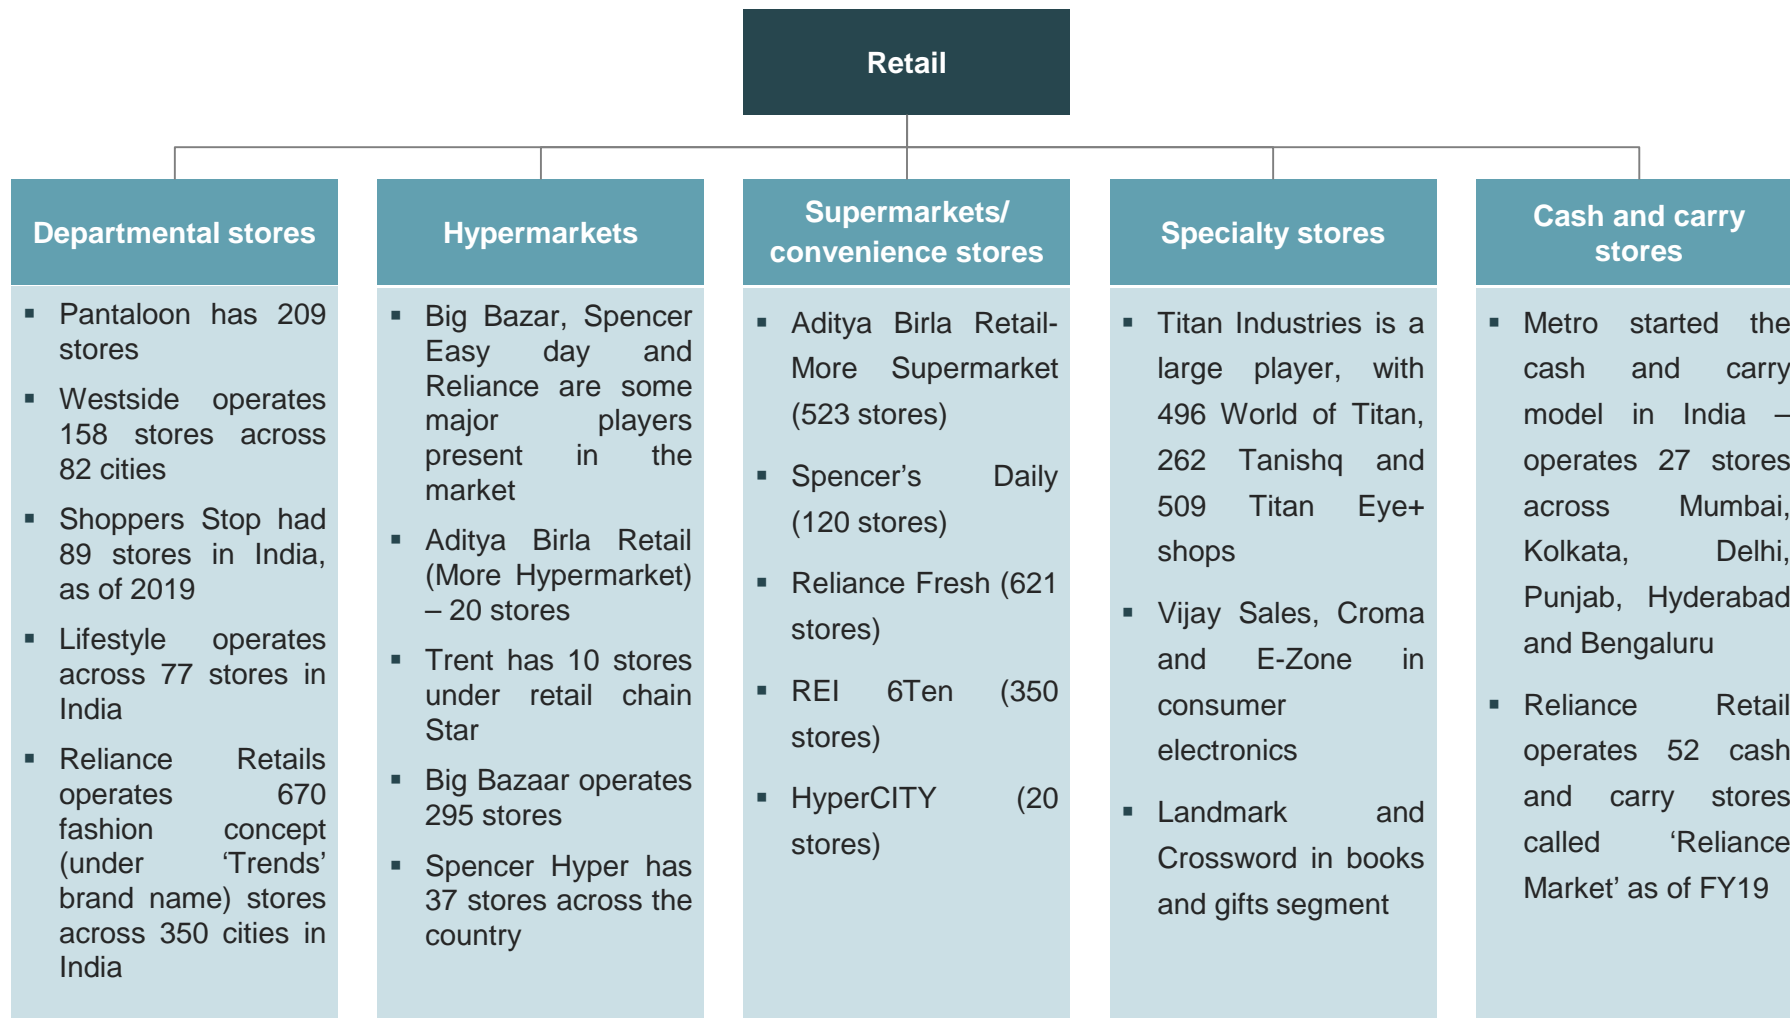 Retail
Departmental stores
▪ Pantaloon has 209
stores
▪ Westside operates
158 stores across
82 cities
▪ Shoppers Stop had
89 stores in India,
as of 2019
▪ Lifestyle operates
across 77 stores in
India
▪ Reliance Retails
operates 670
fashion concept
(under ‘Trends’
brand name) stores
across 350 cities in
India
Hypermarkets
▪ Big Bazar, Spencer
Easy day and
Reliance are some
major players
present in the
market
▪ Aditya Birla Retail
(More Hypermarket)
– 20 stores
▪ Trent has 10 stores
under retail chain
Star
▪ Big Bazaar operates
295 stores
▪ Spencer Hyper has
37 stores across the
country
Supermarkets/
convenience stores
▪ Aditya Birla Retail-
More Supermarket
(523 stores)
▪ Spencer’s Daily
(120 stores)
▪ Reliance Fresh (621
stores)
▪ REI 6Ten (350
stores)
▪ HyperCITY (20
stores)
Specialty stores
▪ Titan Industries is a
large player, with
496 World of Titan,
262 Tanishq and
509 Titan Eye+
shops
▪ Vijay Sales, Croma
and E-Zone in
consumer
electronics
▪ Landmark and
Crossword in books
and gifts segment
Cash and carry
stores
▪ Metro started the
cash and carry
model in India –
operates 27 stores
across Mumbai,
Kolkata, Delhi,
Punjab, Hyderabad
and Bengaluru
▪ Reliance Retail
operates 52 cash
and carry stores
called ‘Reliance
Market’ as of FY19